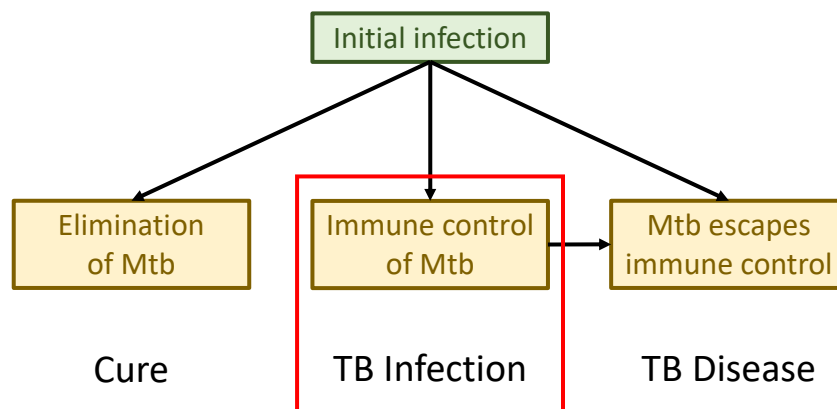 Initial infection
Elimination
of Mtb
Immune control
of Mtb
Mtb escapes
immune control
Cure
TB Infection
TB Disease